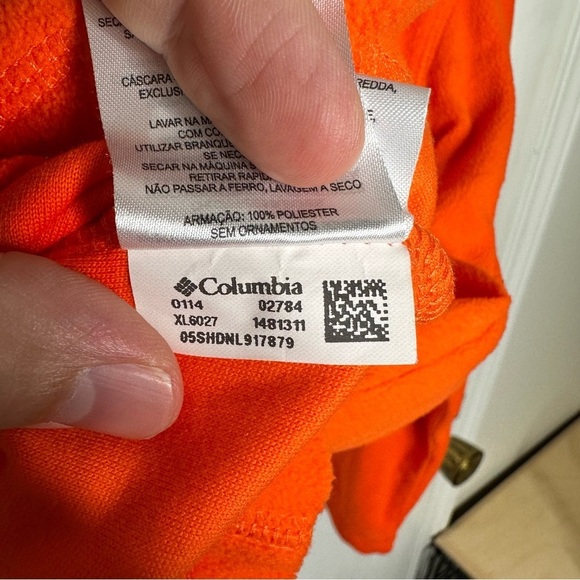 CÁSCARA
REDDA,
EXCLUSI
LAVAR NA M
COM CO
UTILIZAR BRANQU
SE NEC
SECAR NA MÁQUINA
RETIRAR RAPID
NÃO PASSAR A FERRO, LAVAGEM A SECO
ARMAÇÃO: 100% POLIESTER
SEM ORNAMENTOS
Columbia
0114 02784
XL6027 1481311
05SHDNL917879